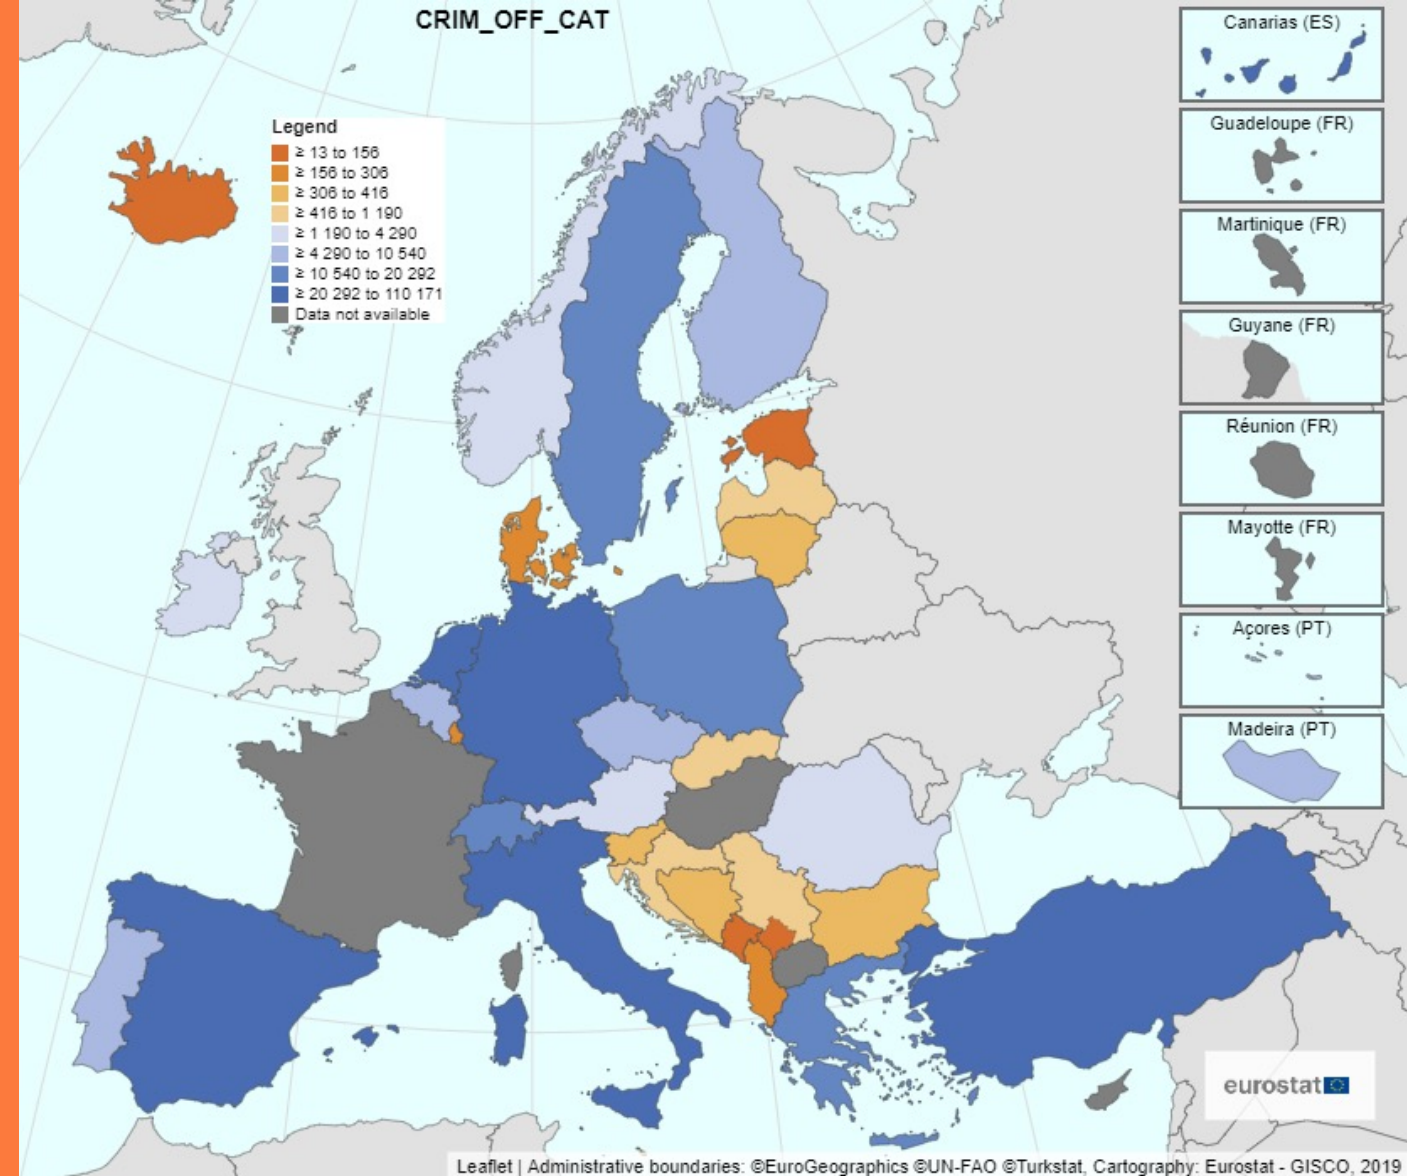 CRIM_OFF_CAT
Legend
≥ 13 to 156
≥ 156 to 306
≥ 306 to 416
≥ 416 to 1 190
≥ 1 190 to 4 290
≥ 4 290 to 10 540
≥ 10 540 to 20 292
≥ 20 292 to 110 171
Data not available
Canarias (ES)
Guadeloupe (FR)
Martinique (FR)
Guyane (FR)
Réunion (FR)
Mayotte (FR)
Açores (PT)
Madeira (PT)
eurostat
Leaflet | Administrative boundaries: ©EuroGeographics ©UN-FAO ©Turkstat, Cartography: Eurostat - GISCO, 2019